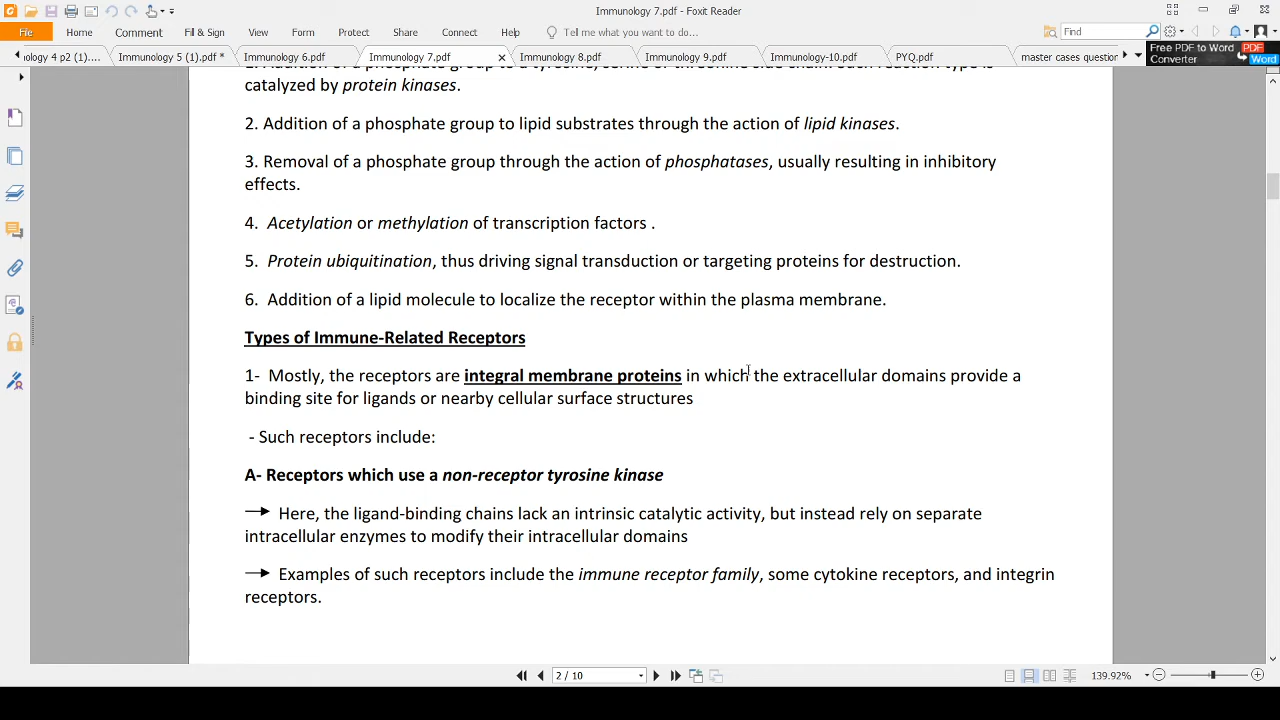 Immunology 7.pdf - Foxit Reader
File Home Comment Fill & Sign View Form Protect Share Connect Help Tell me what you want to do... Find
ology 4 p2 (1).... Immunology 5 (1).pdf * Immunology 6.pdf Immunology 7.pdf Immunology 8.pdf Immunology 9.pdf Immunology-10.pdf PYQ.pdf master cases question
Free PDF to Word PDF
Converter Word
catalyzed by protein kinases.
2. Addition of a phosphate group to lipid substrates through the action of lipid kinases.
3. Removal of a phosphate group through the action of phosphatases, usually resulting in inhibitory
effects.
4. Acetylation or methylation of transcription factors .
5. Protein ubiquitination, thus driving signal transduction or targeting proteins for destruction.
6. Addition of a lipid molecule to localize the receptor within the plasma membrane.
Types of Immune-Related Receptors
1- Mostly, the receptors are integral membrane proteins in which the extracellular domains provide a
binding site for ligands or nearby cellular surface structures
- Such receptors include:
A- Receptors which use a non-receptor tyrosine kinase
Here, the ligand-binding chains lack an intrinsic catalytic activity, but instead rely on separate
intracellular enzymes to modify their intracellular domains
Examples of such receptors include the immune receptor family, some cytokine receptors, and integrin
receptors.
2 / 10
139.92%